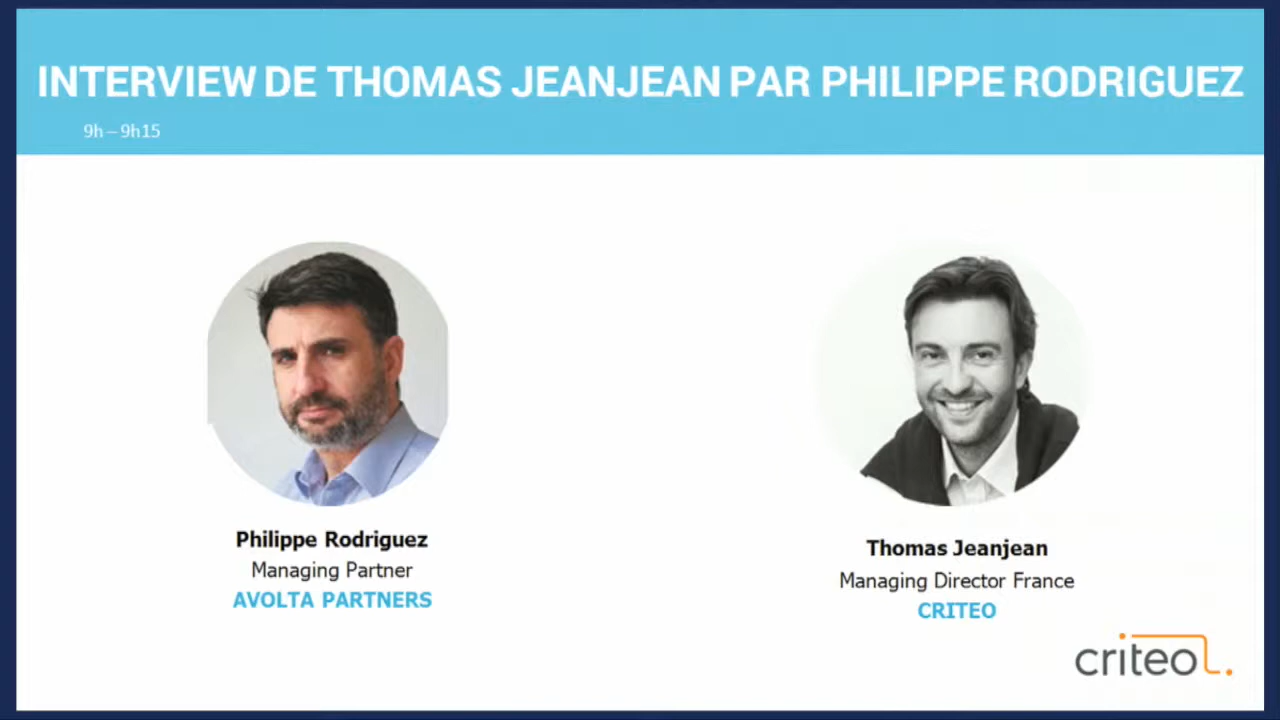 INTERVIEW DE THOMAS JEANJEAN PAR PHILIPPE RODRIGUEZ
9h – 9h15
Philippe Rodriguez
Managing Partner
AVOLTA PARTNERS
Thomas Jeanjean
Managing Director France
CRITEO
criteo